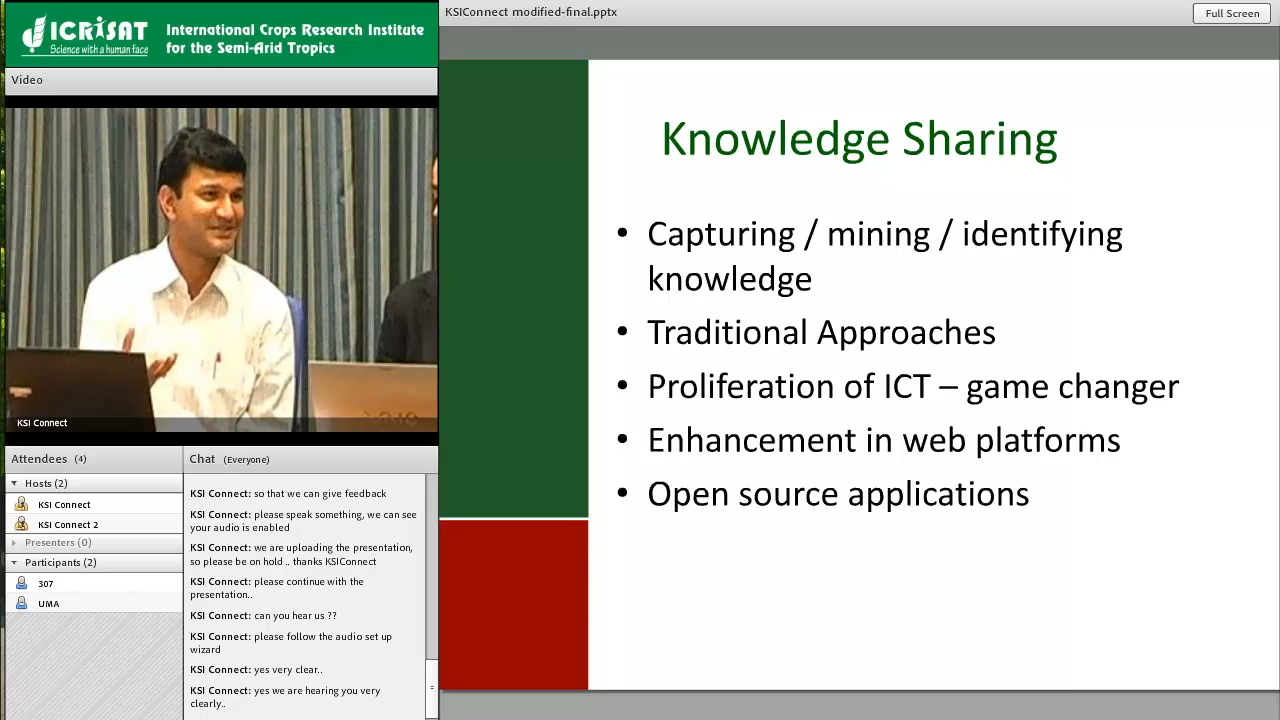 ICRISAT
Science with a human face
International Crops Research Institute
for the Semi-Arid Tropics
Video
KSI Connect
Attendees (4)
Hosts (2)
KSI Connect
KSI Connect 2
Presenters (0)
Participants (2)
307
UMA
Chat (Everyone)
KSI Connect: so that we can give feedback
KSI Connect: please speak something, we can see
your audio is enabled
KSI Connect: we are uploading the presentation,
so please be on hold .. thanks KSIConnect
KSI Connect: please continue with the
presentation..
KSI Connect: can you hear us ??
KSI Connect: please follow the audio set up
wizard
KSI Connect: yes very clear..
KSI Connect: yes we are hearing you very
clearly..
KSIConnect modified-final.pptx
Full Screen
Knowledge Sharing
• Capturing / mining / identifying
knowledge
• Traditional Approaches
• Proliferation of ICT – game changer
• Enhancement in web platforms
• Open source applications